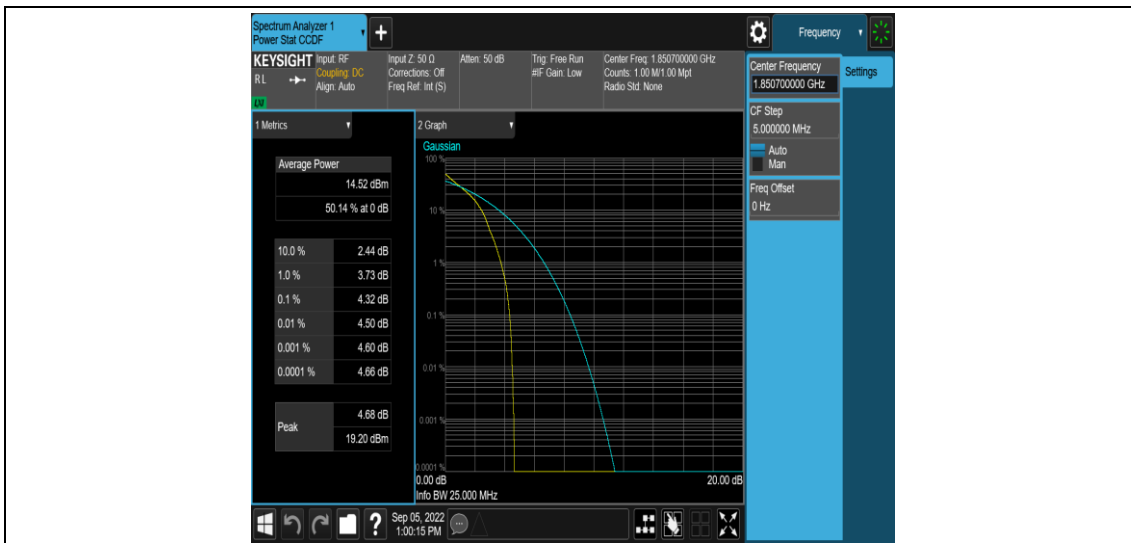 Spectrum Analyzer 1
Power Stat CCDF
+
Frequency
KEYSIGHT
RL
LXI
Input: RF
Coupling: DC
Align: Auto
Input Z: 50 Ω
Corrections: Off
Freq Ref: Int (S)
Atten: 50 dB
Trig: Free Run
#IF Gain: Low
Center Freq: 1.850700000 GHz
Counts: 1.00 M/1.00 Mpt
Radio Std: None
Center Frequency
1.850700000 GHz
Settings
CF Step
5.000000 MHz
Auto
Man
Freq Offset
0 Hz
1 Metrics
Average Power
14.52 dBm
50.14 % at 0 dB
10.0 % 2.44 dB
1.0 % 3.73 dB
0.1 % 4.32 dB
0.01 % 4.50 dB
0.001 % 4.60 dB
0.0001 % 4.66 dB
Peak
4.68 dB
19.20 dBm
2 Graph
Gaussian
100 %
10 %
1 %
0.1 %
0.01 %
0.001 %
0.0001 %
0.00 dB 20.00 dB
Info BW 25.000 MHz
?
Sep 05, 2022
1:00:15 PM